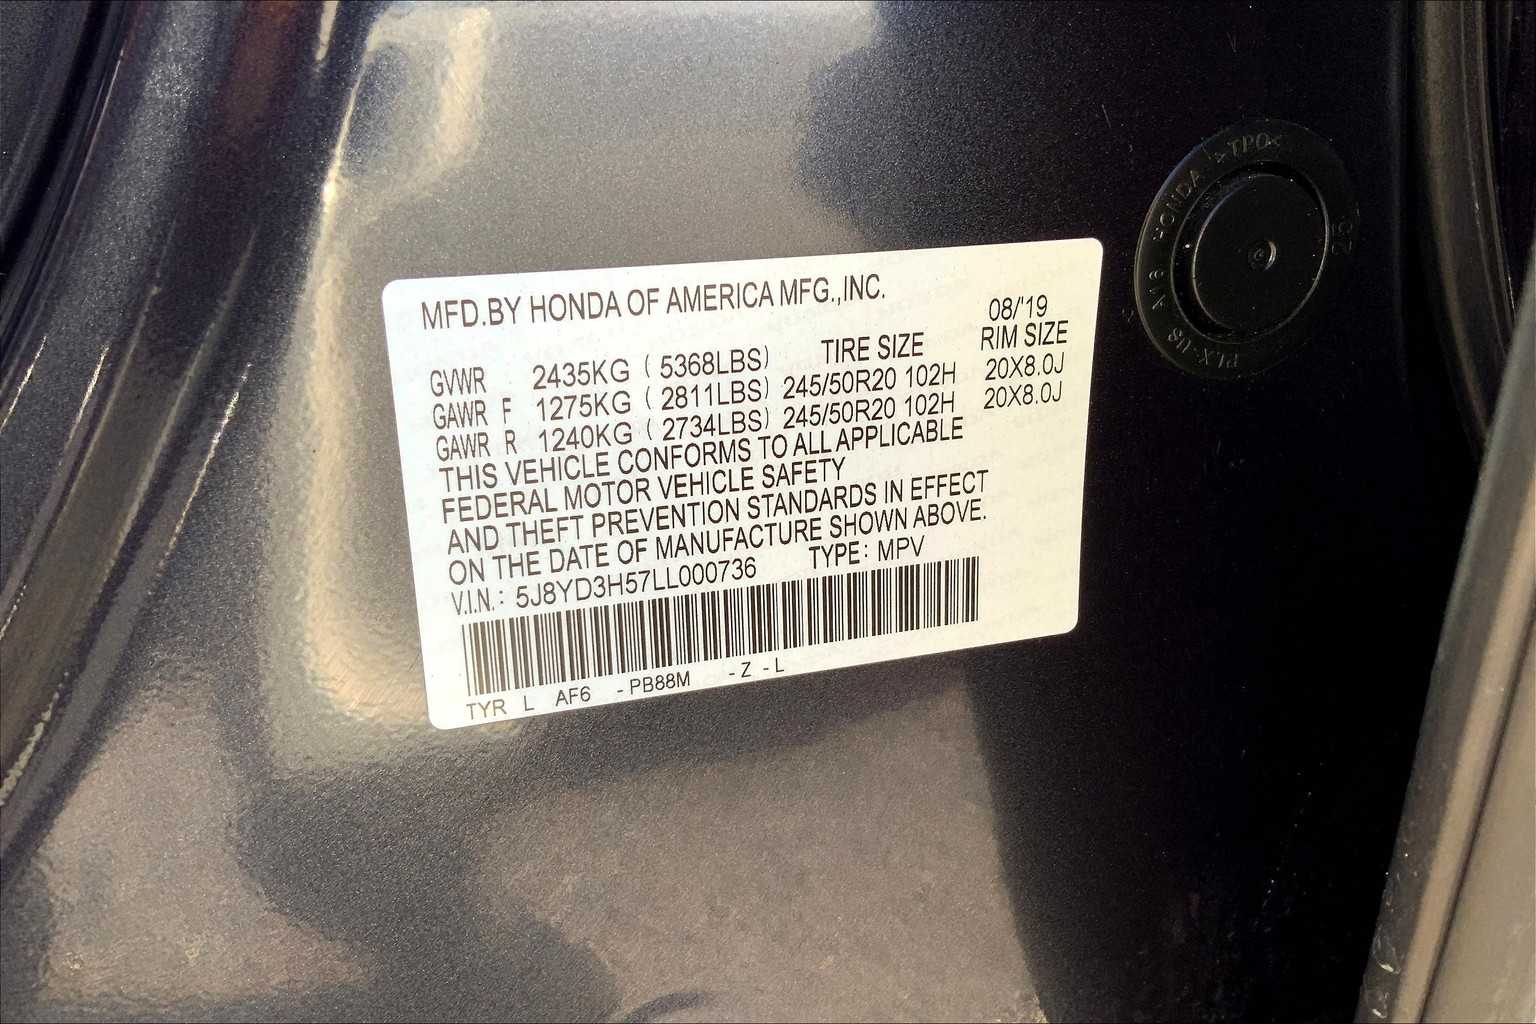 MFD.BY HONDA OF AMERICA MFG.,INC.
08/'19
TIRE SIZE RIM SIZE
GVWR 2435KG ( 5368LBS)
GAWR F 1275KG ( 2811LBS) 245/50R20 102H 20X8.0J
GAWR R 1240KG ( 2734LBS) 245/50R20 102H 20X8.0J
THIS VEHICLE CONFORMS TO ALL APPLICABLE
FEDERAL MOTOR VEHICLE SAFETY
AND THEFT PREVENTION STANDARDS IN EFFECT
ON THE DATE OF MANUFACTURE SHOWN ABOVE.
V.I.N.: 5J8YD3H57LL000736 TYPE: MPV
TYR L AF6 -PB88M -Z -L
>TPO<
HONDA
25